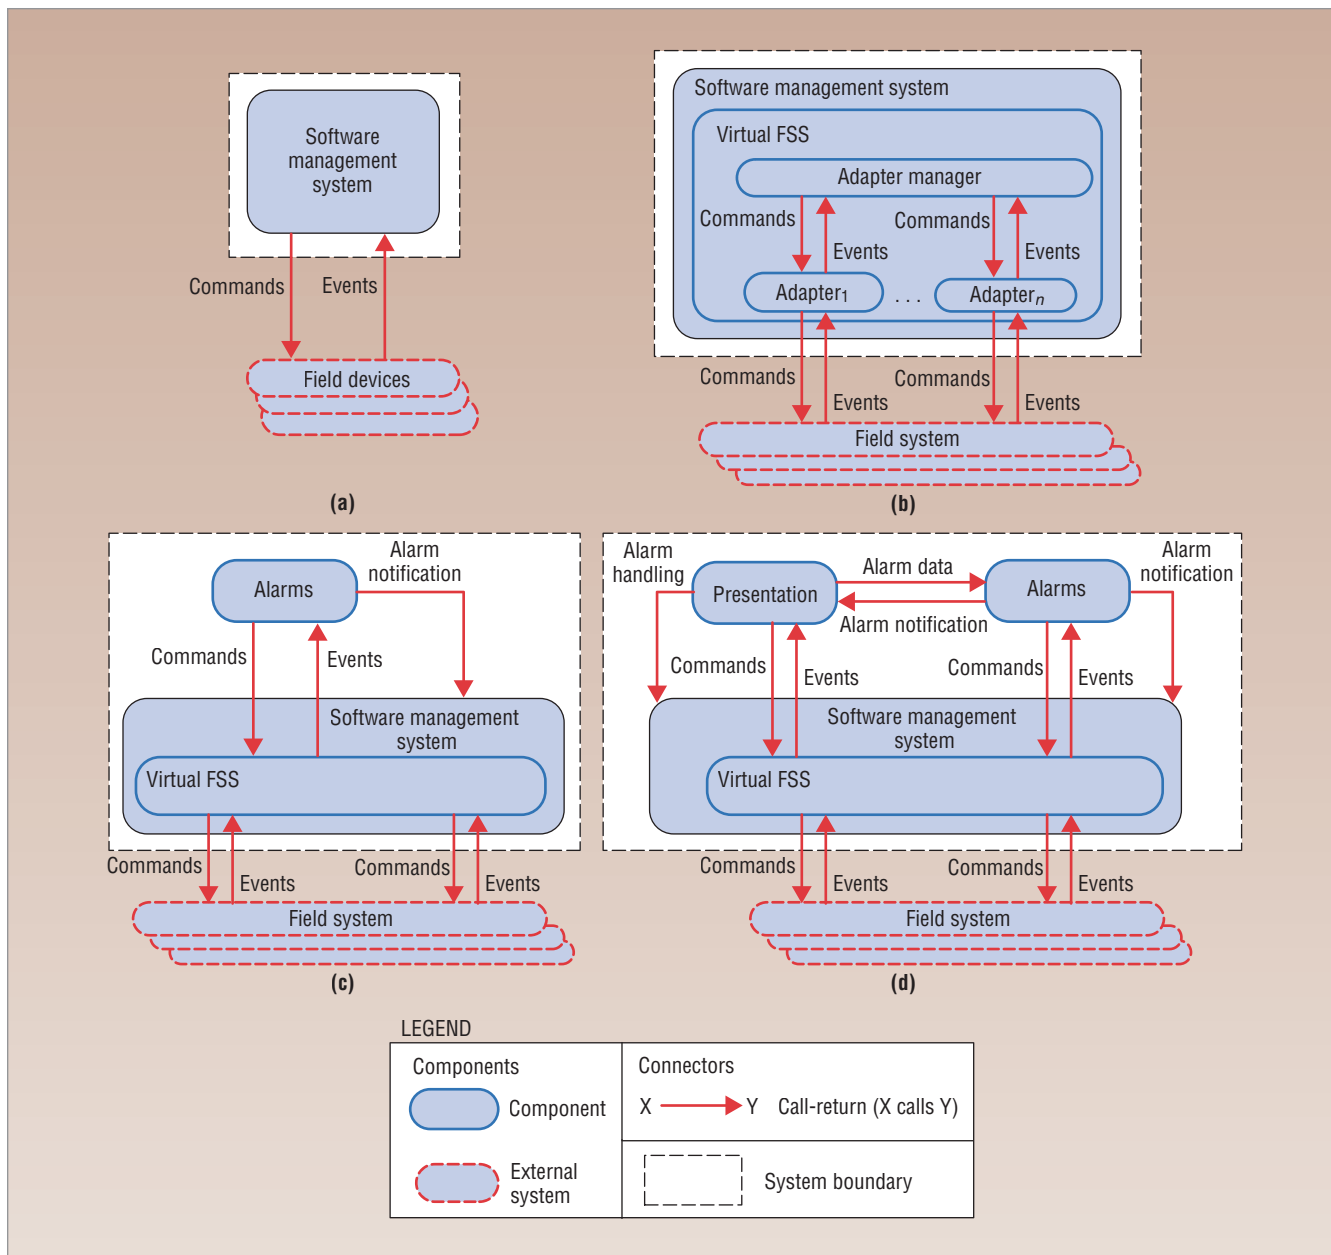 Software
management
system
Commands
Events
Field devices
(a)
Software management system
Virtual FSS
Adapter manager
Commands
Events
Commands
Events
Adapter1
. . .
Adaptern
Commands
Events
Commands
Events
Field system
(b)
Alarms
Alarm
notification
Commands
Events
Software management
system
Virtual FSS
Commands
Events
Commands
Events
Field system
(c)
Alarm
handling
Presentation
Alarm data
Alarm notification
Alarms
Alarm
notification
Commands
Events
Commands
Events
Software management
system
Virtual FSS
Commands
Events
Commands
Events
Field system
(d)
LEGEND
Components
Component
External
system
Connectors
X Y Call-return (X calls Y)
System boundary